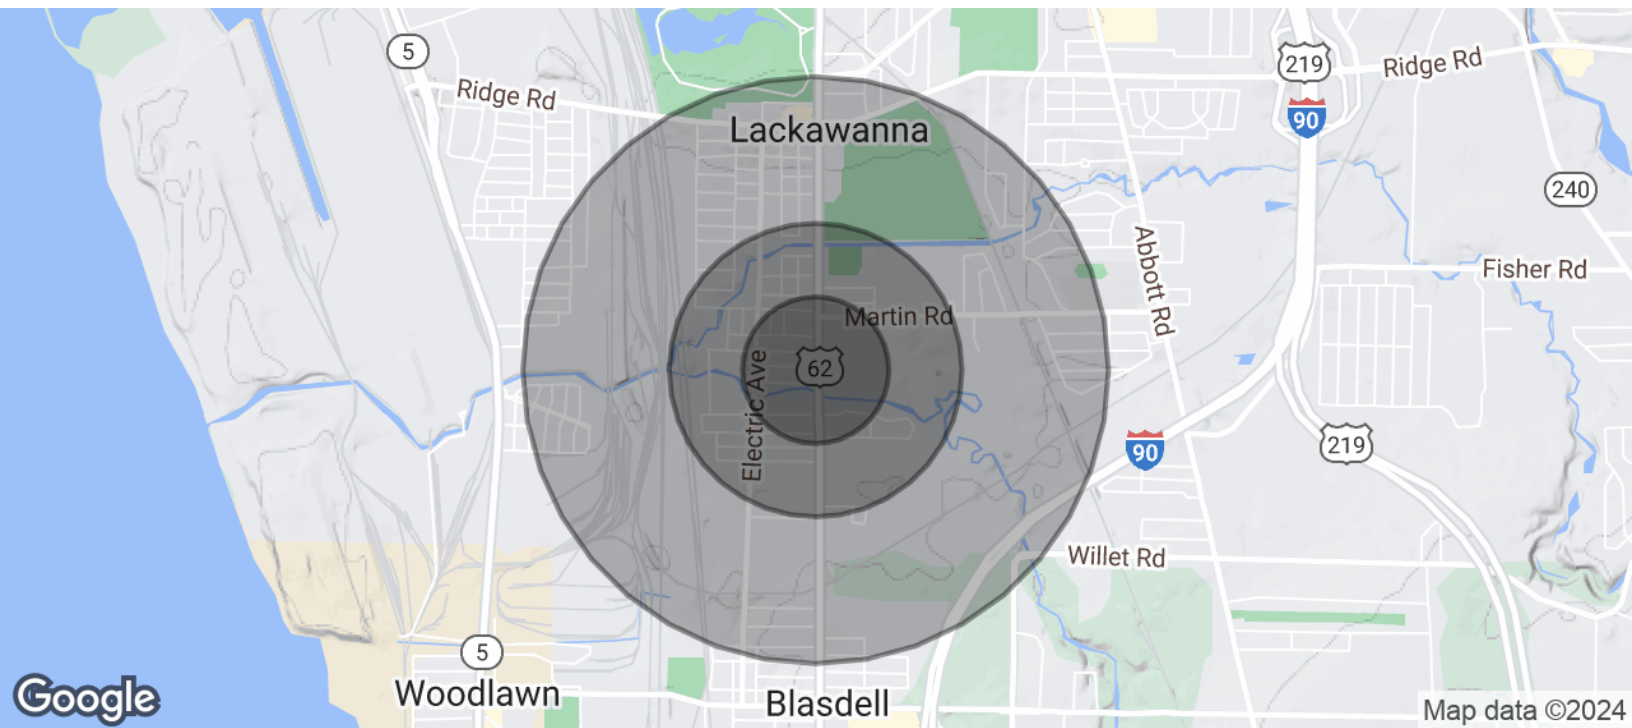 5
Ridge Rd
219
Ridge Rd
90
Lackawanna
240
Abbott Rd
Fisher Rd
Martin Rd
62
Electric Ave
90
219
Willet Rd
5
Woodlawn
Blasdell
Google
Map data ©2024